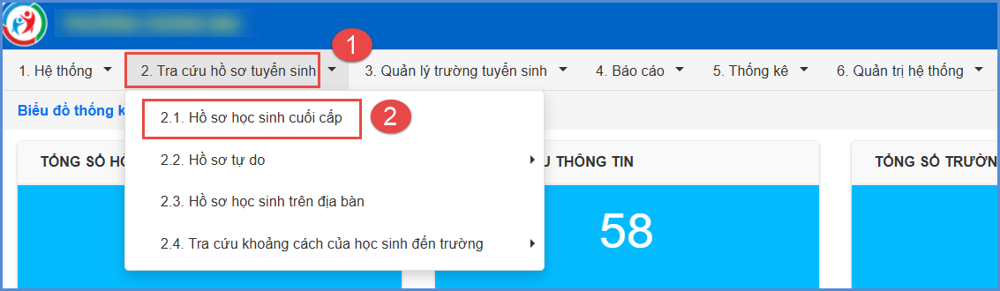 1
1. Hệ thống 2. Tra cứu hồ sơ tuyển sinh 3. Quản lý trường tuyển sinh 4. Báo cáo 5. Thống kê 6. Quản trị hệ thống
Biểu đồ thống
2.1. Hồ sơ học sinh cuối cấp 2
TỔNG SỐ 2.2. Hồ sơ tự do THÔNG TIN TỔNG SỐ
2.3. Hồ sơ học sinh trên địa bàn
58
2.4. Tra cứu khoảng cách của học sinh đến trường